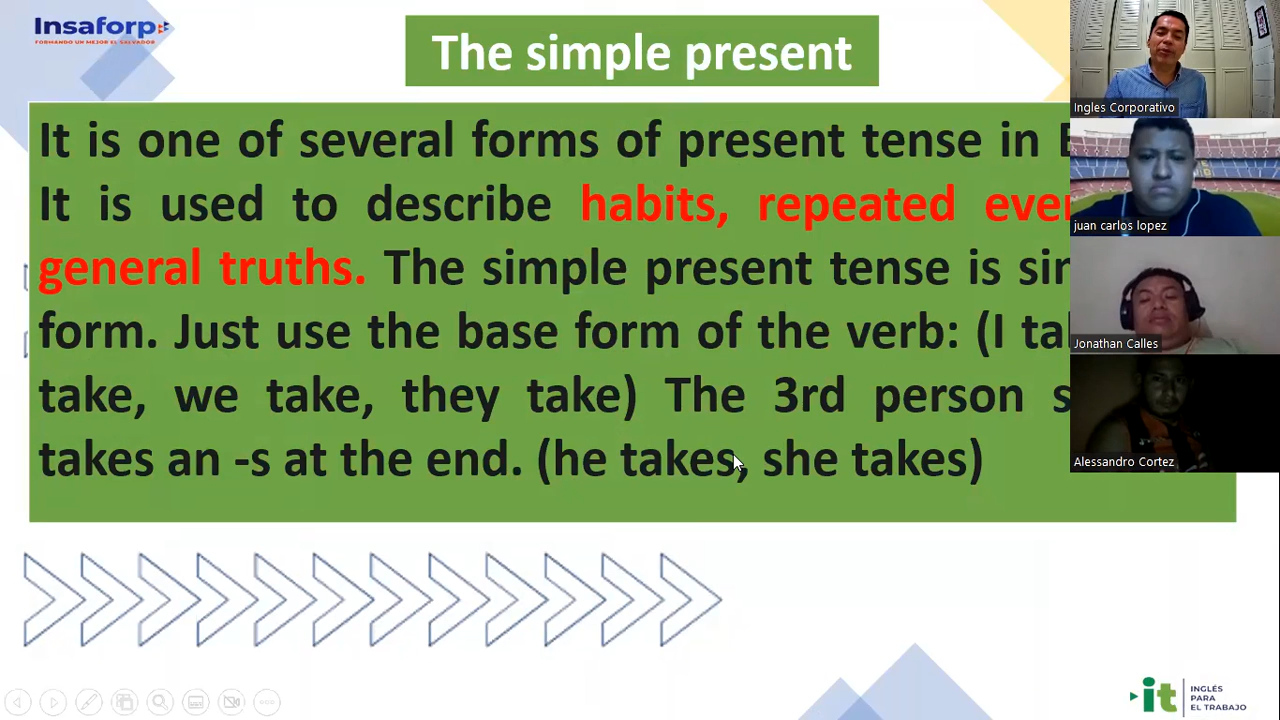 Insaforp
FORMANDO UN MEJOR EL SALVADOR
The simple present
It is one of several forms of present tense in
It is used to describe habits, repeated
general truths. The simple present tense is
form. Just use the base form of the verb: (I
take, we take, they take) The 3rd person
takes an -s at the end. (he takes, she takes)
Ingles Corporativo
juan carlos lopez
Jonathan Calles
Alessandro Cortez
it
INGLÉS
PARA
EL TRABAJO